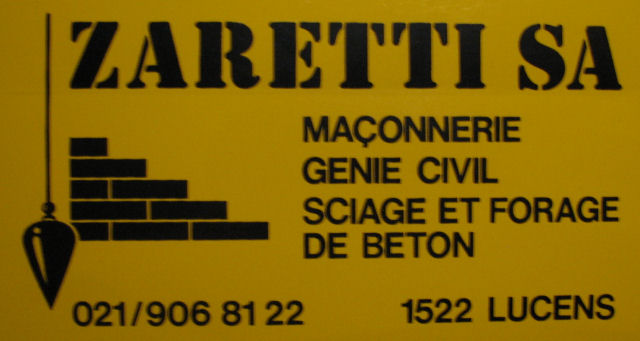 ZARETTI SA
MAÇONNERIE
GENIE CIVIL
SCIAGE ET FORAGE
DE BETON
021/906 81 22 1522 LUCENS